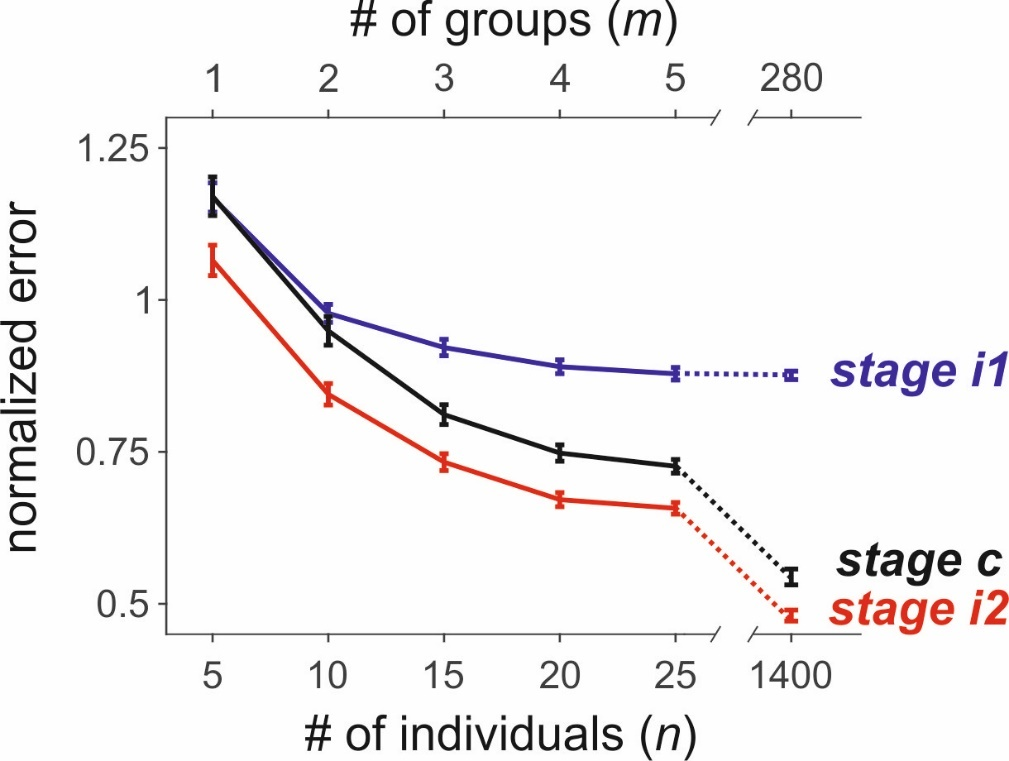 # of groups (m)
1 2 3 4 5 280
normalized error
1.25
1
0.75
0.5
stage i1
stage c
stage i2
5 10 15 20 25 1400
# of individuals (n)